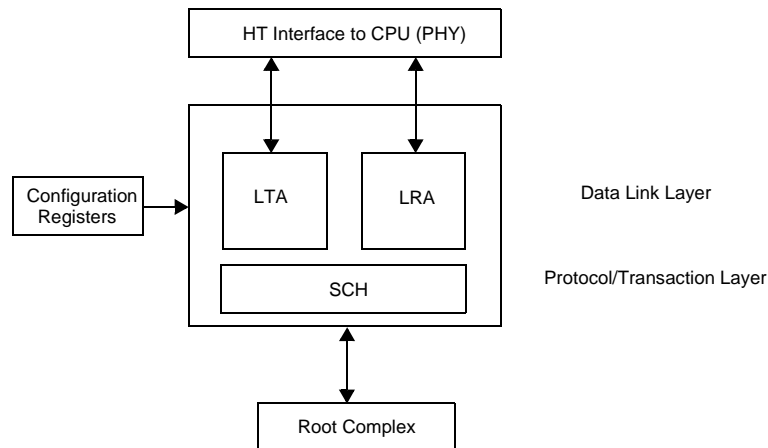 HT Interface to CPU (PHY)
LTA
LRA
Data Link Layer
Configuration
Registers
SCH
Protocol/Transaction Layer
Root Complex